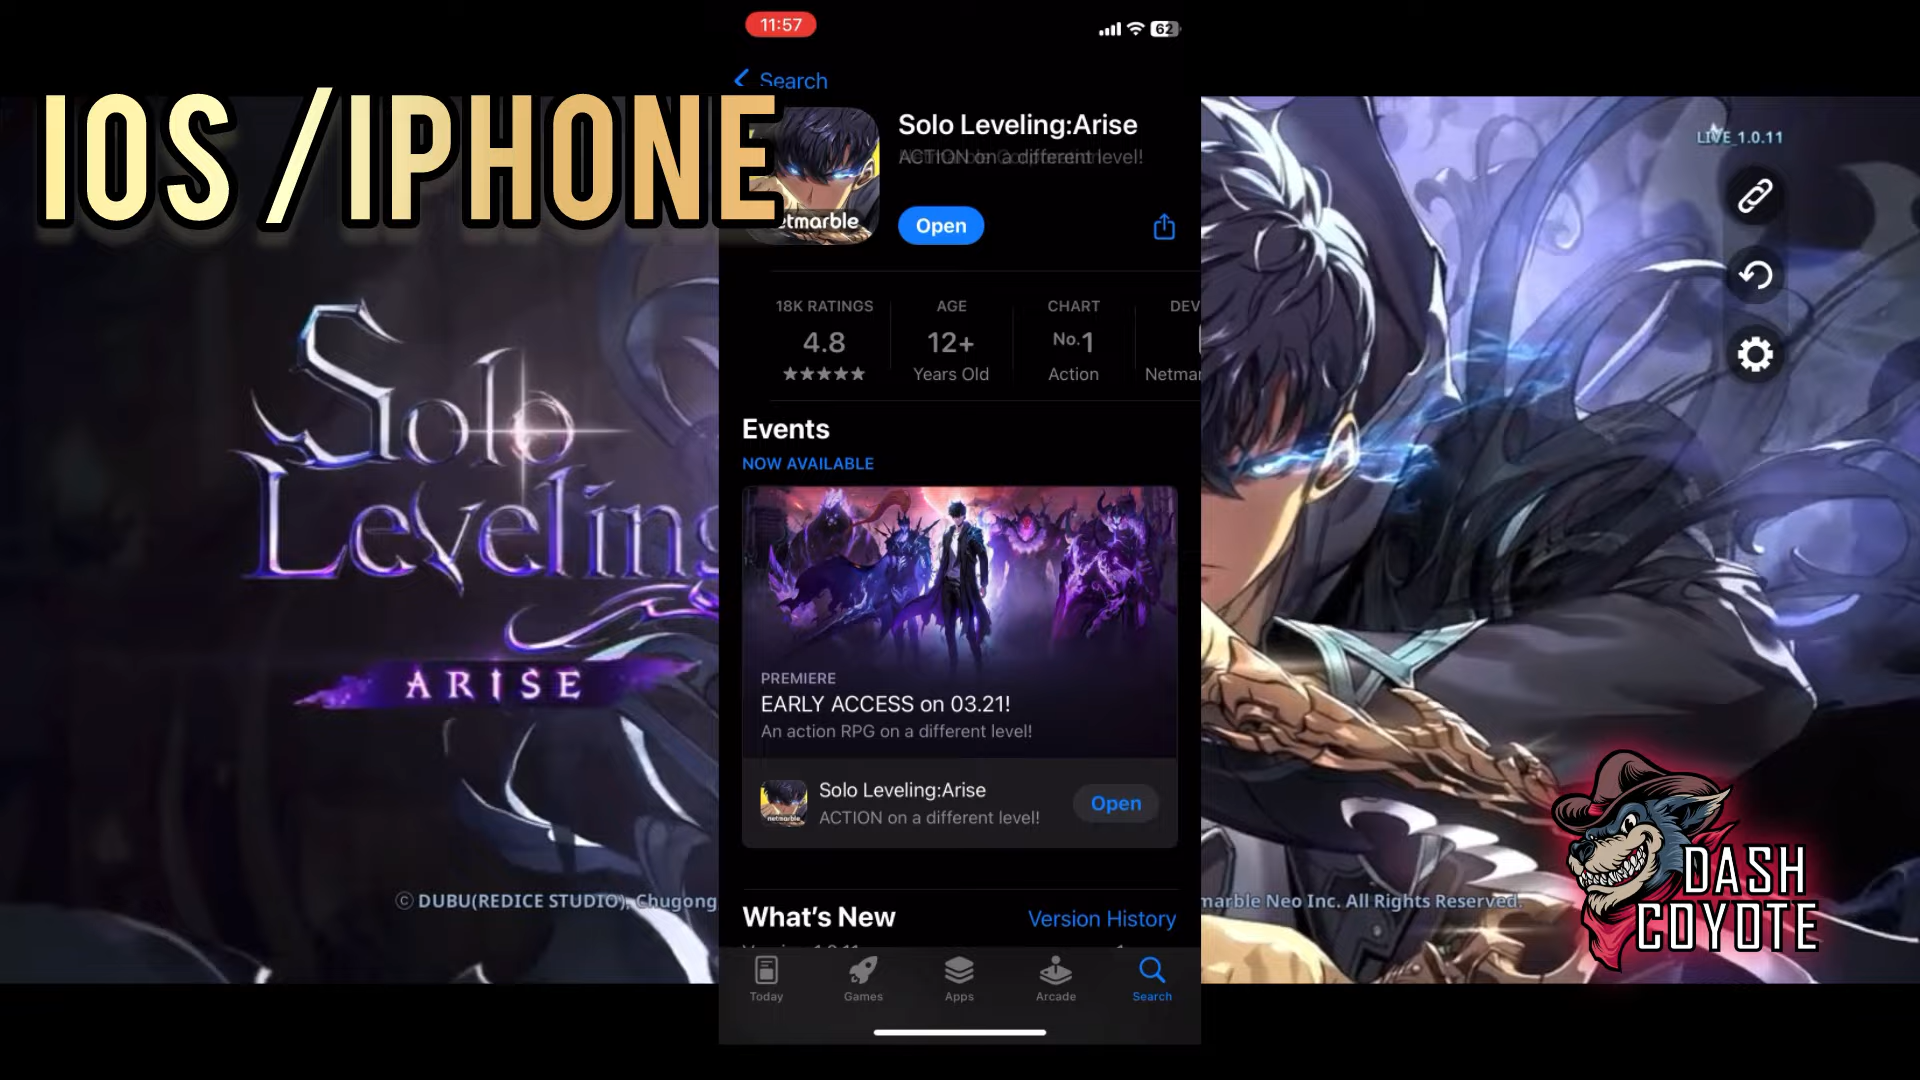 IOS /IPHONE
11:57
62
Search
Solo Leveling:Arise
ACTION on a different level!
netmarble
Open
18K RATINGS
4.8
★★★★★
AGE
12+
Years Old
CHART
No.1
Action
DEV
Netmar
Events
NOW AVAILABLE
PREMIERE
EARLY ACCESS on 03.21!
An action RPG on a different level!
Solo Leveling:Arise
ACTION on a different level!
netmarble
Open
What's New
Version History
Today
Games
Apps
Arcade
Search
Solo
Leveling
ARISE
LIVE_1.0.11
© DUBU(REDICE STUDIO), Chugong,
marble Neo Inc. All Rights Reserved.
DASH
COYOTE